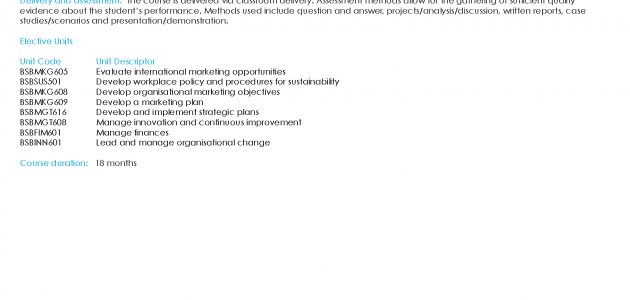 Delivery and assessment: The course is delivered via classroom delivery. Assessment methods allow for the gathering of sufficient quality
evidence about the student's performance. Methods used include question and answer, projects/analysis/discussion, written reports, case
studies/scenarios and presentation/demonstration.
Elective Units
Unit Code Unit Descriptor
BSBMKG605 Evaluate international marketing opportunities
BSBSUS501 Develop workplace policy and procedures for sustainability
BSBMKG608 Develop organisational marketing objectives
BSBMKG609 Develop a marketing plan
BSBMGT616 Develop and implement strategic plans
BSBMGT608 Manage innovation and continuous improvement
BSBFIM601 Manage finances
BSBINN601 Lead and manage organisational change
Course duration: 18 months